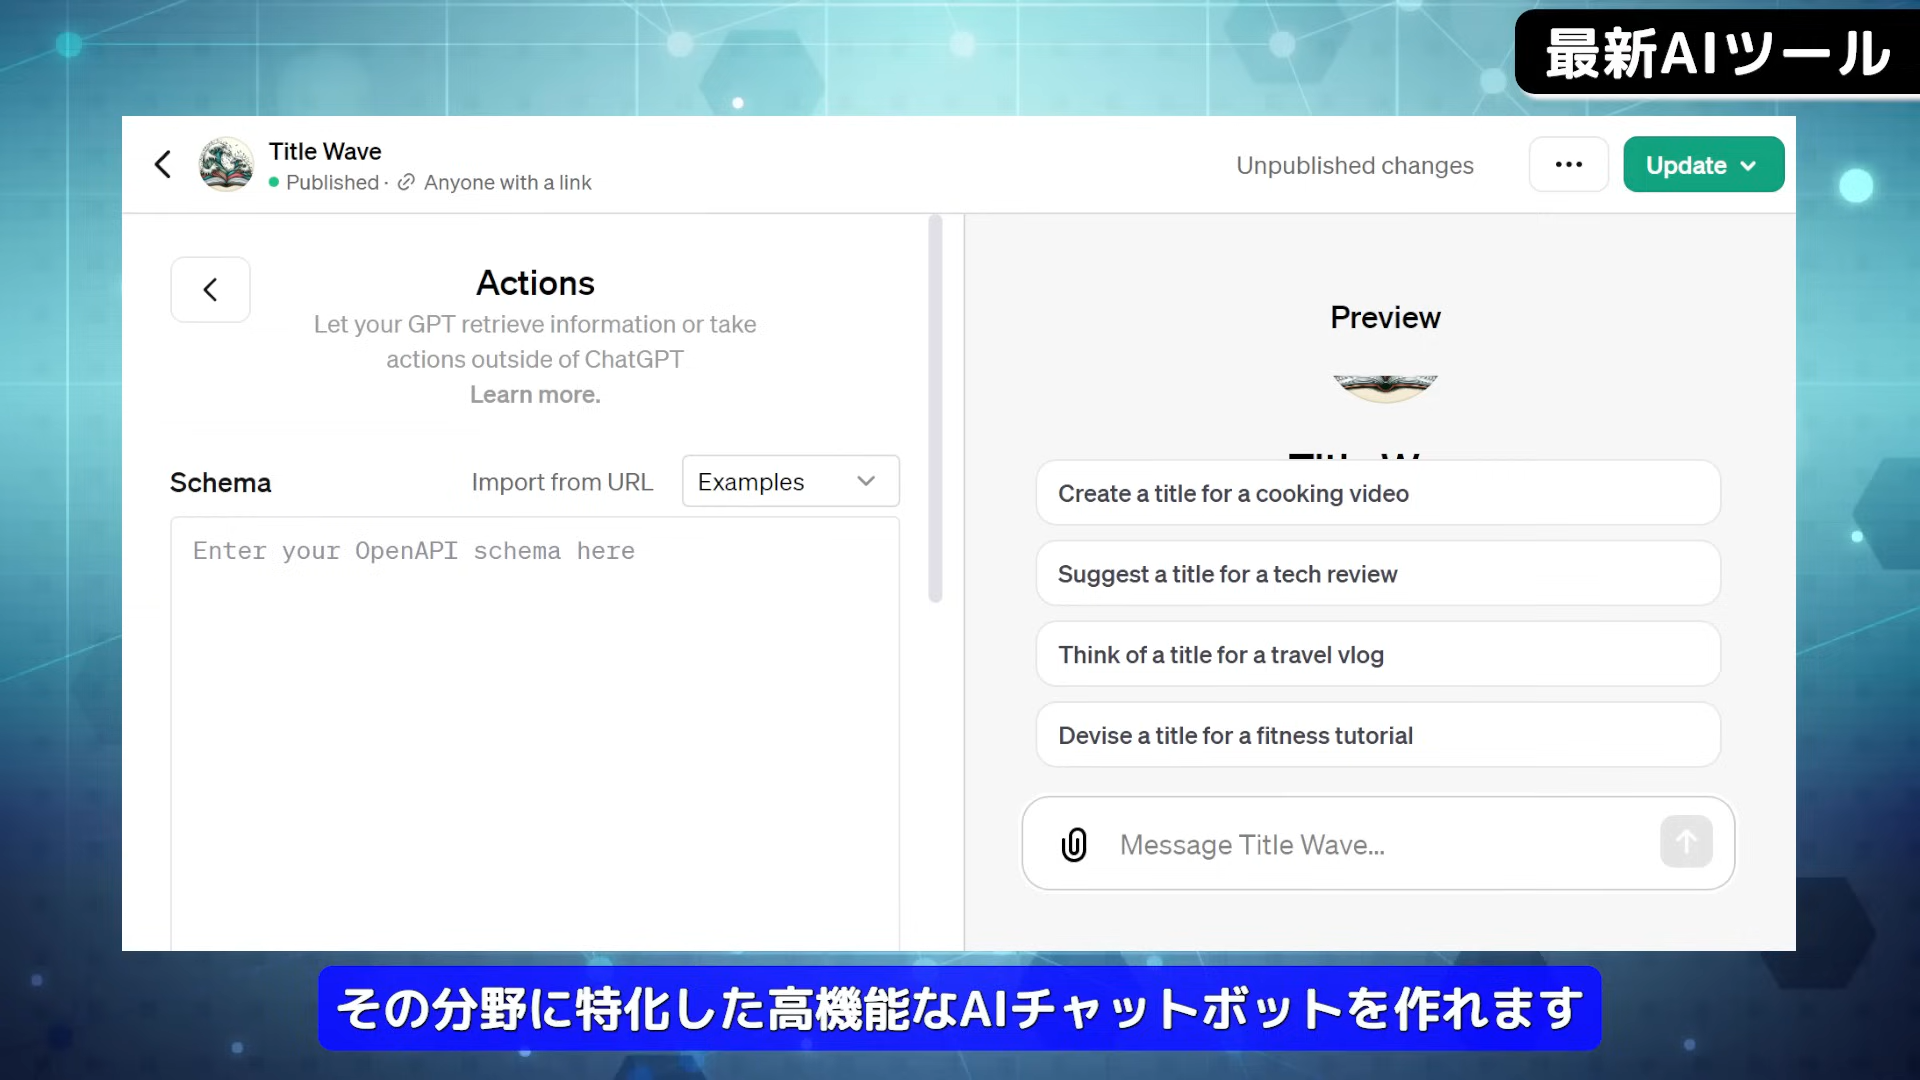 最新AIツール
Title Wave
Published · Anyone with a link
Unpublished changes
Update
Actions
Let your GPT retrieve information or take
actions outside of ChatGPT
Learn more.
Schema
Import from URL
Examples
Enter your OpenAPI schema here
Preview
Create a title for a cooking video
Suggest a title for a tech review
Think of a title for a travel vlog
Devise a title for a fitness tutorial
Message Title Wave...
その分野に特化した高機能なAIチャットボットを作れます